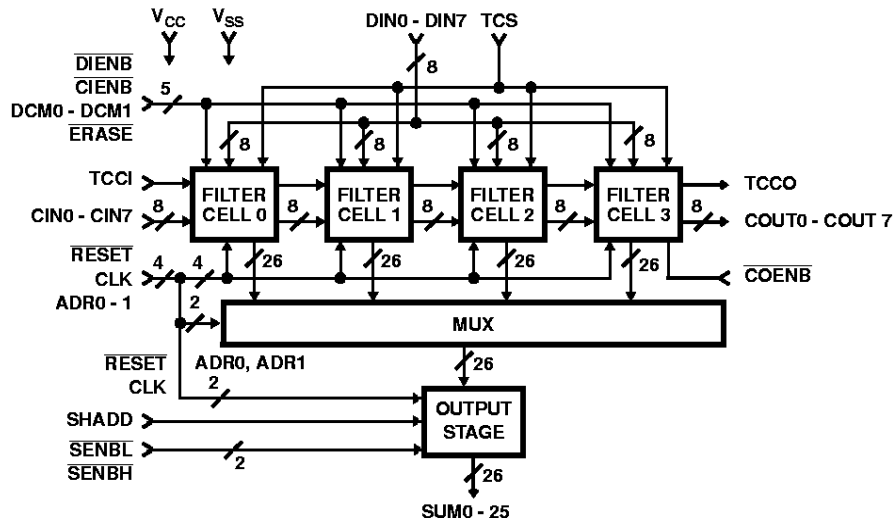 VCC
VSS
DIN0 - DIN7
TCS
DIENB
CIENB
DCM0 - DCM1
ERASE
5
8
8
8
8
8
TCCI
CIN0 - CIN7
8
FILTER
CELL 0
8
FILTER
CELL 1
8
FILTER
CELL 2
8
FILTER
CELL 3
8
TCCO
COUT0 - COUT 7
RESET
CLK
ADR0 - 1
4
4
26
26
26
26
COENB
2
MUX
RESET
CLK
ADR0, ADR1
2
26
SHADD
SENBL
SENBH
2
OUTPUT
STAGE
26
SUM0 - 25